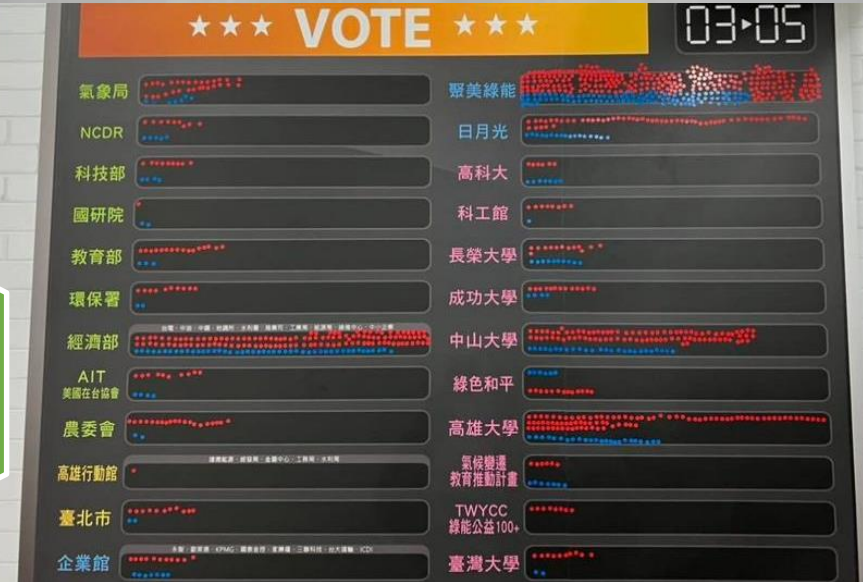 ★★★ VOTE ★★★
03▸05
氣象局
NCDR
科技部
國研院
教育部
環保署
經濟部
AIT
美國在台協會
農委會
高雄行動館
臺北市
企業館
聚美綠能
日月光
高科大
科工館
長榮大學
成功大學
中山大學
綠色和平
高雄大學
氣候變遷
教育推動計畫
TWYCC
綠能公益100+
臺灣大學